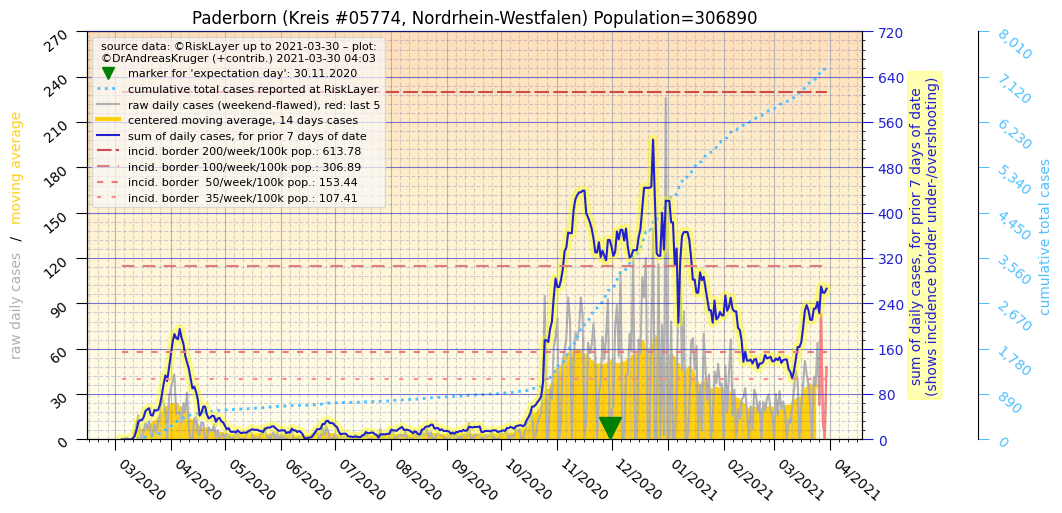 Paderborn (Kreis #05774, Nordrhein-Westfalen) Population=306890
source data: ©RiskLayer up to 2021-03-30 – plot:
©DrAndreasKruger (+contrib.) 2021-03-30 04:03
marker for 'expectation day': 30.11.2020
cumulative total cases reported at RiskLayer
raw daily cases (weekend-flawed), red: last 5
centered moving average, 14 days cases
sum of daily cases, for prior 7 days of date
incid. border 200/week/100k pop.: 613.78
incid. border 100/week/100k pop.: 306.89
incid. border  50/week/100k pop.: 153.44
incid. border  35/week/100k pop.: 107.41
raw daily cases / moving average
270
240
210
180
150
120
90
60
30
0
03/2020
04/2020
05/2020
06/2020
07/2020
08/2020
09/2020
10/2020
11/2020
12/2020
01/2021
02/2021
03/2021
04/2021
720
640
560
480
400
320
240
160
80
0
sum of daily cases, for prior 7 days of date
(shows incidence border under-/overshooting)
8,010
7,120
6,230
5,340
4,450
3,560
2,670
1,780
890
0
cumulative total cases